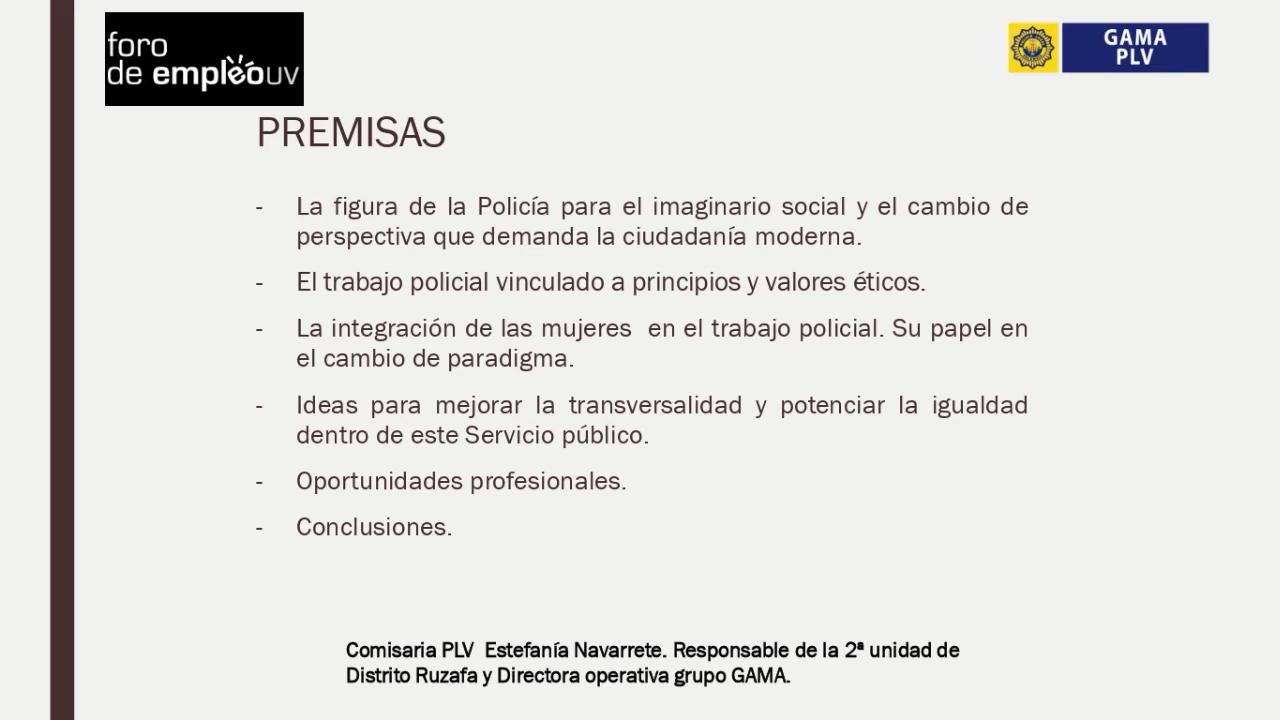 foro
de empleouv
GAMA
PLV
PREMISAS
- La figura de la Policía para el imaginario social y el cambio de
perspectiva que demanda la ciudadanía moderna.
- El trabajo policial vinculado a principios y valores éticos.
- La integración de las mujeres en el trabajo policial. Su papel en
el cambio de paradigma.
- Ideas para mejorar la transversalidad y potenciar la igualdad
dentro de este Servicio público.
- Oportunidades profesionales.
- Conclusiones.
Comisaria PLV Estefanía Navarrete. Responsable de la 2ª unidad de
Distrito Ruzafa y Directora operativa grupo GAMA.